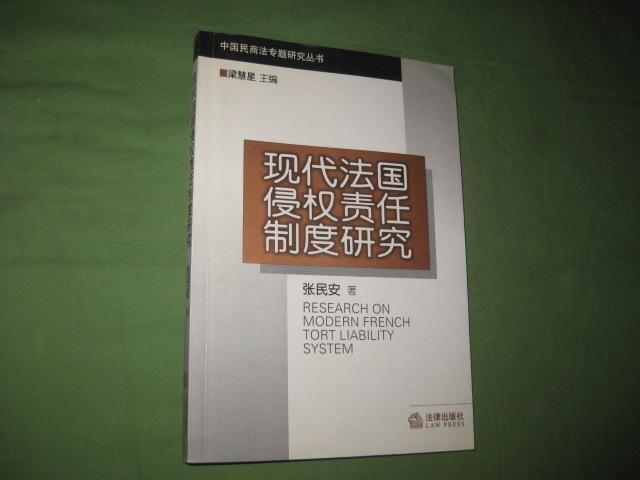 中国民商法专题研究丛书
梁慧星 主编
现代法国
侵权责任
制度研究
张民安 著
RESEARCH ON
MODERN FRENCH
TORT LIABILITY
SYSTEM
法律出版社
LAW PRESS